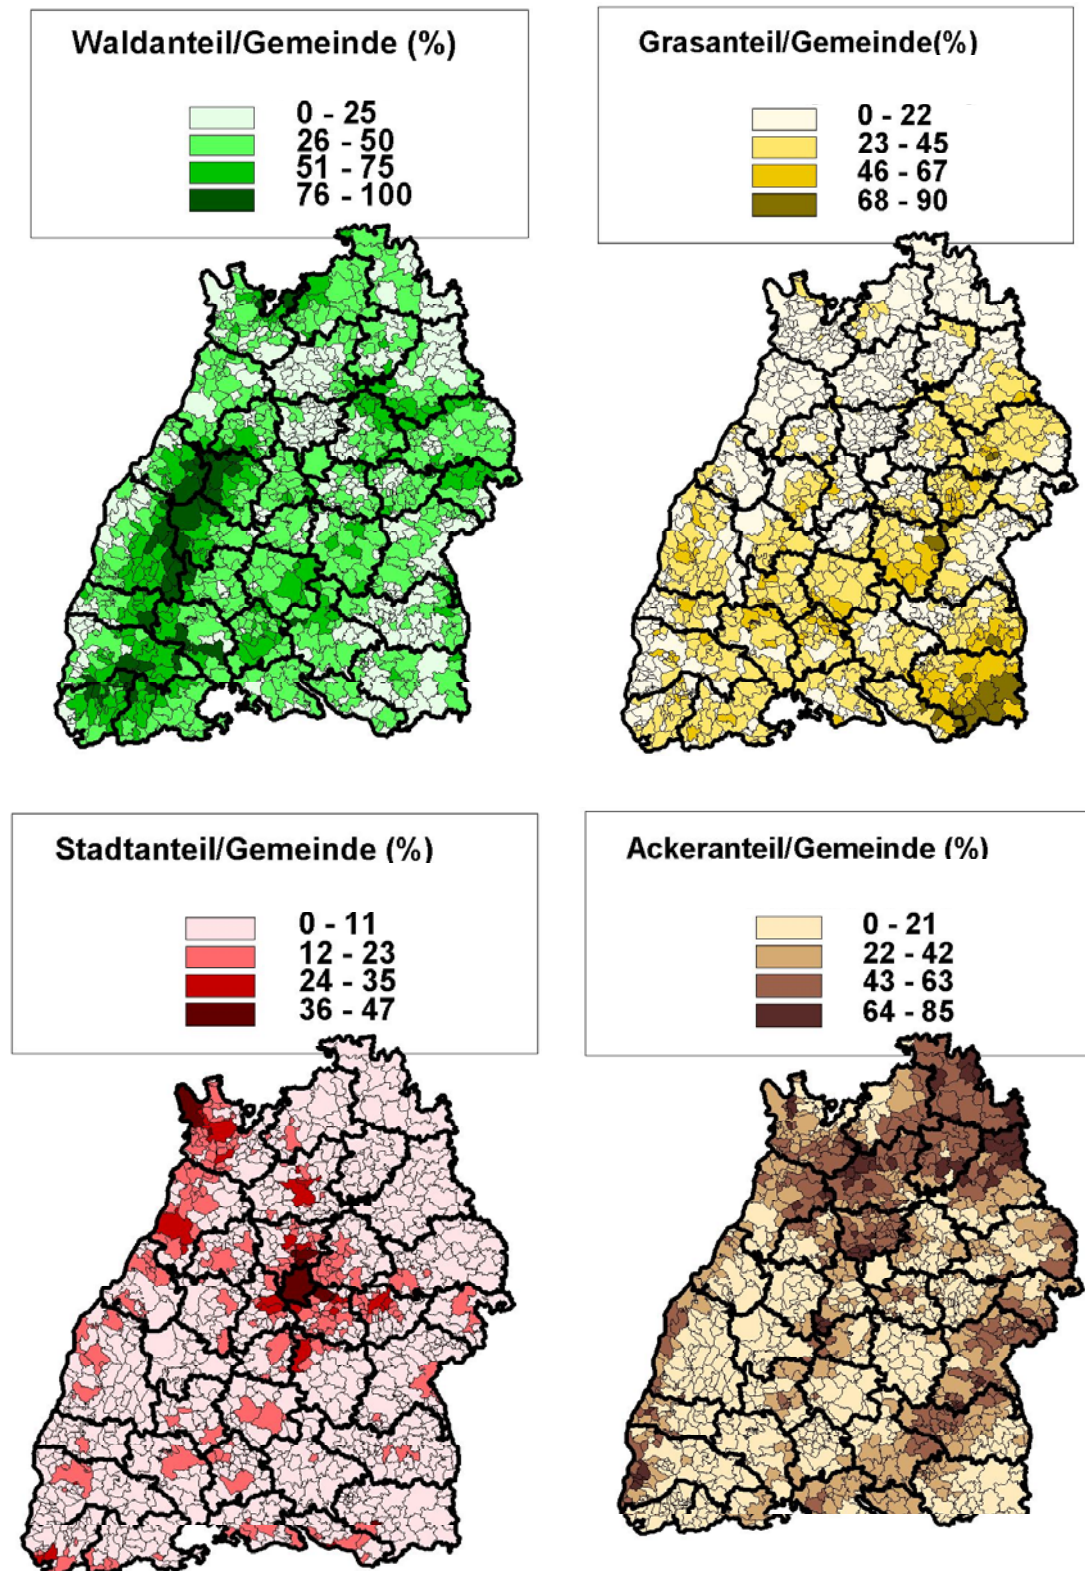 Waldanteil/Gemeinde (%)
0 - 25
26 - 50
51 - 75
76 - 100
Grasanteil/Gemeinde(%)
0 - 22
23 - 45
46 - 67
68 - 90
Stadtanteil/Gemeinde (%)
0 - 11
12 - 23
24 - 35
36 - 47
Ackeranteil/Gemeinde (%)
0 - 21
22 - 42
43 - 63
64 - 85